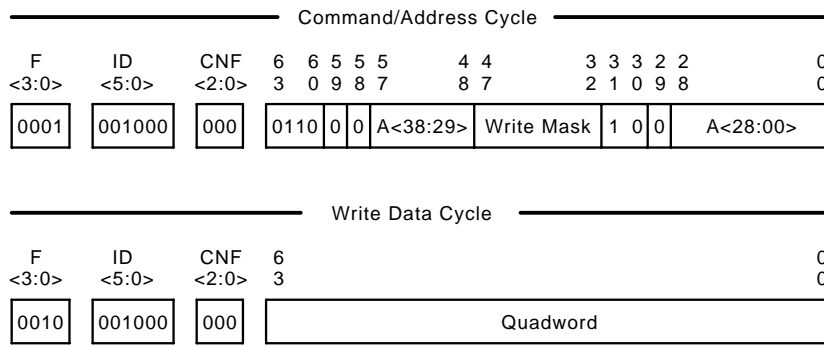 Command/Address Cycle
F ID CNF 6 6 5 5 5 4 4 3 3 3 2 2 0
<3:0> <5:0> <2:0> 3 0 9 8 7 8 7 2 1 0 9 8 0
0001 001000 000 0110 0 0 A<38:29> Write Mask 1 0 0 A<28:00>
Write Data Cycle
F ID CNF 6 0
<3:0> <5:0> <2:0> 3 0
0010 001000 000 Quadword